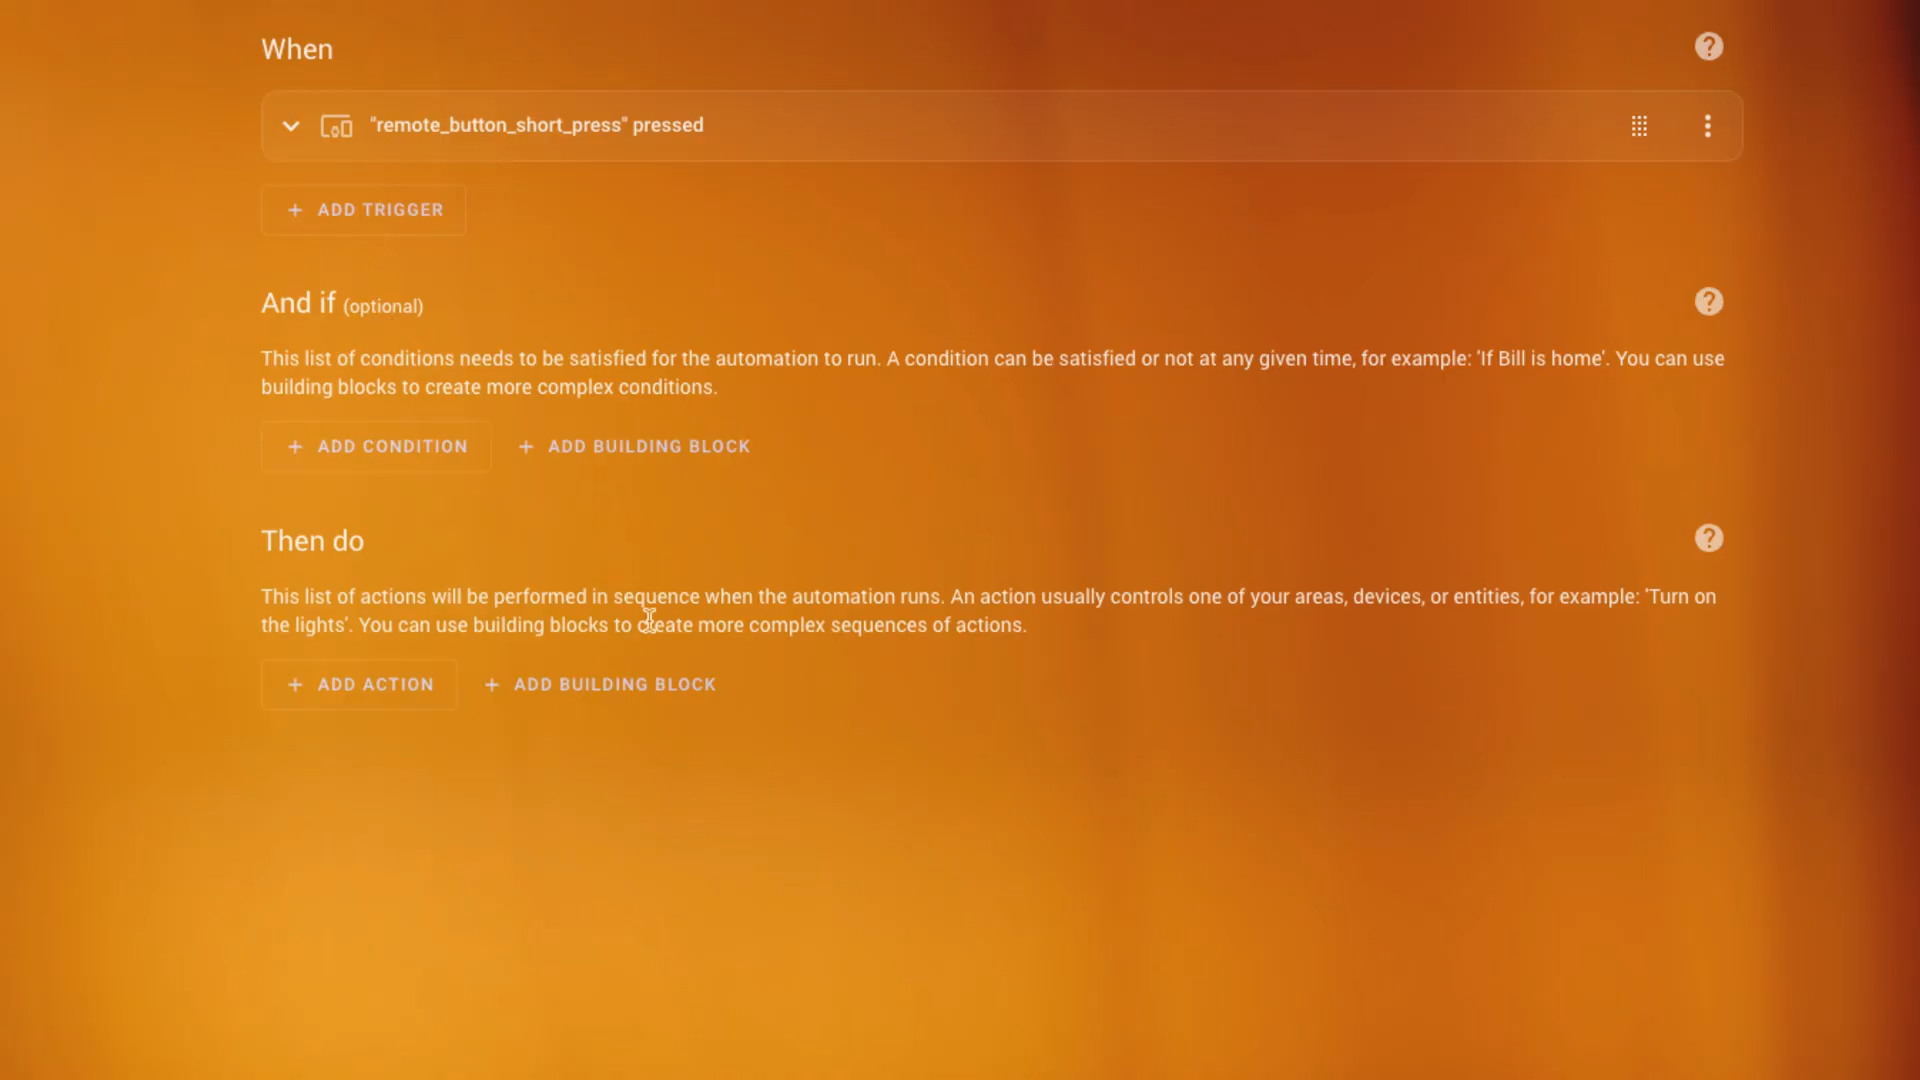 When
"remote_button_short_press" pressed
+ ADD TRIGGER
And if (optional)
This list of conditions needs to be satisfied for the automation to run. A condition can be satisfied or not at any given time, for example: 'If Bill is home'. You can use
building blocks to create more complex conditions.
+ ADD CONDITION + ADD BUILDING BLOCK
Then do
This list of actions will be performed in sequence when the automation runs. An action usually controls one of your areas, devices, or entities, for example: 'Turn on
the lights'. You can use building blocks to create more complex sequences of actions.
+ ADD ACTION + ADD BUILDING BLOCK